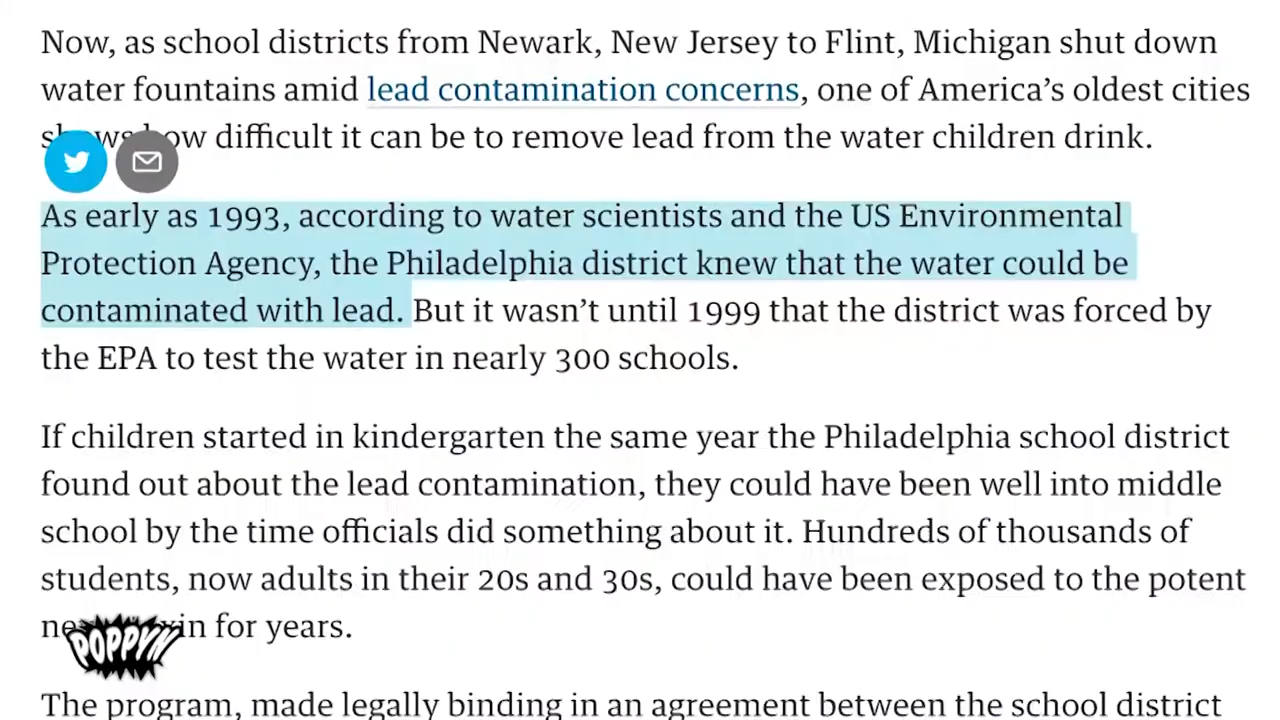 Now, as school districts from Newark, New Jersey to Flint, Michigan shut down
water fountains amid lead contamination concerns, one of America’s oldest cities
shows how difficult it can be to remove lead from the water children drink.
As early as 1993, according to water scientists and the US Environmental
Protection Agency, the Philadelphia district knew that the water could be
contaminated with lead. But it wasn’t until 1999 that the district was forced by
the EPA to test the water in nearly 300 schools.
If children started in kindergarten the same year the Philadelphia school district
found out about the lead contamination, they could have been well into middle
school by the time officials did something about it. Hundreds of thousands of
students, now adults in their 20s and 30s, could have been exposed to the potent
in for years.
POPPYN
The program, made legally binding in an agreement between the school district